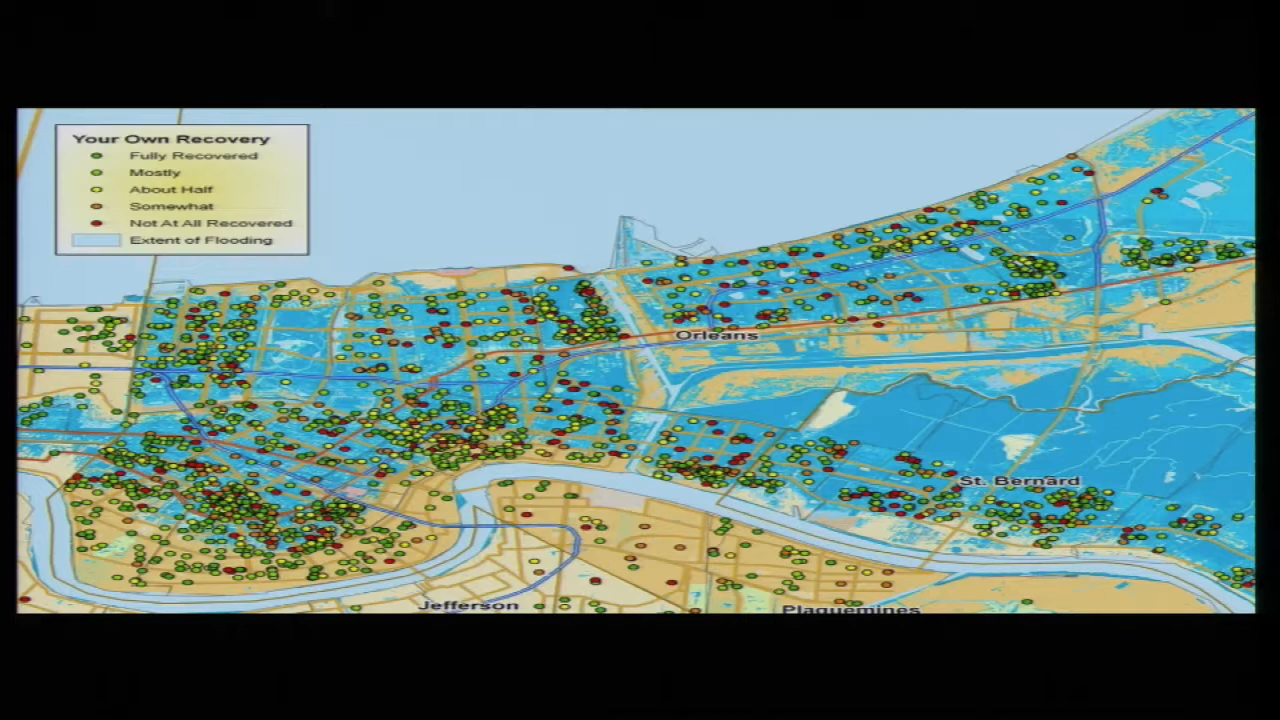 Your Own Recovery
Fully Recovered
Mostly
About Half
Somewhat
Not At All Recovered
Extent of Flooding
Orleans
St. Bernard
Jefferson
Plaquemines